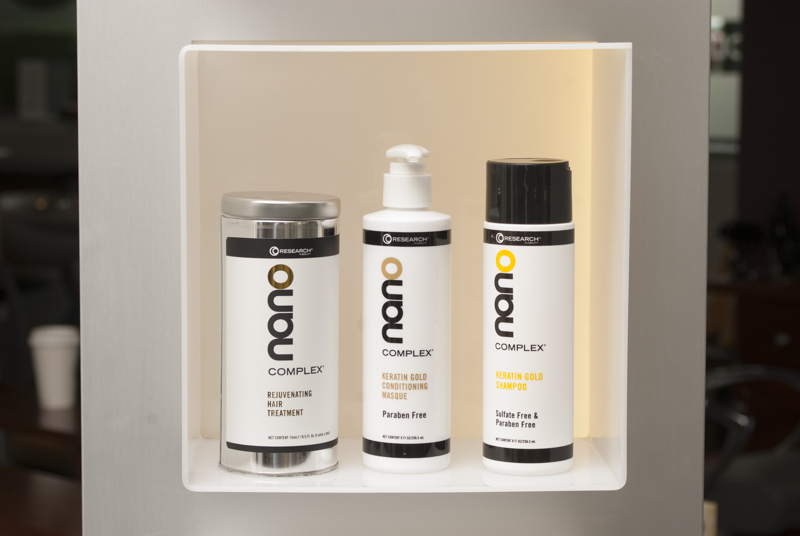 RESEARCH
nano
COMPLEX
REJUVENATING
HAIR
TREATMENT
RESEARCH
nano
COMPLEX
KERATIN GOLD
CONDITIONING
MASQUE
Paraben Free
RESEARCH
nano
COMPLEX
KERATIN GOLD
SHAMPOO
Sulfate Free &
Paraben Free